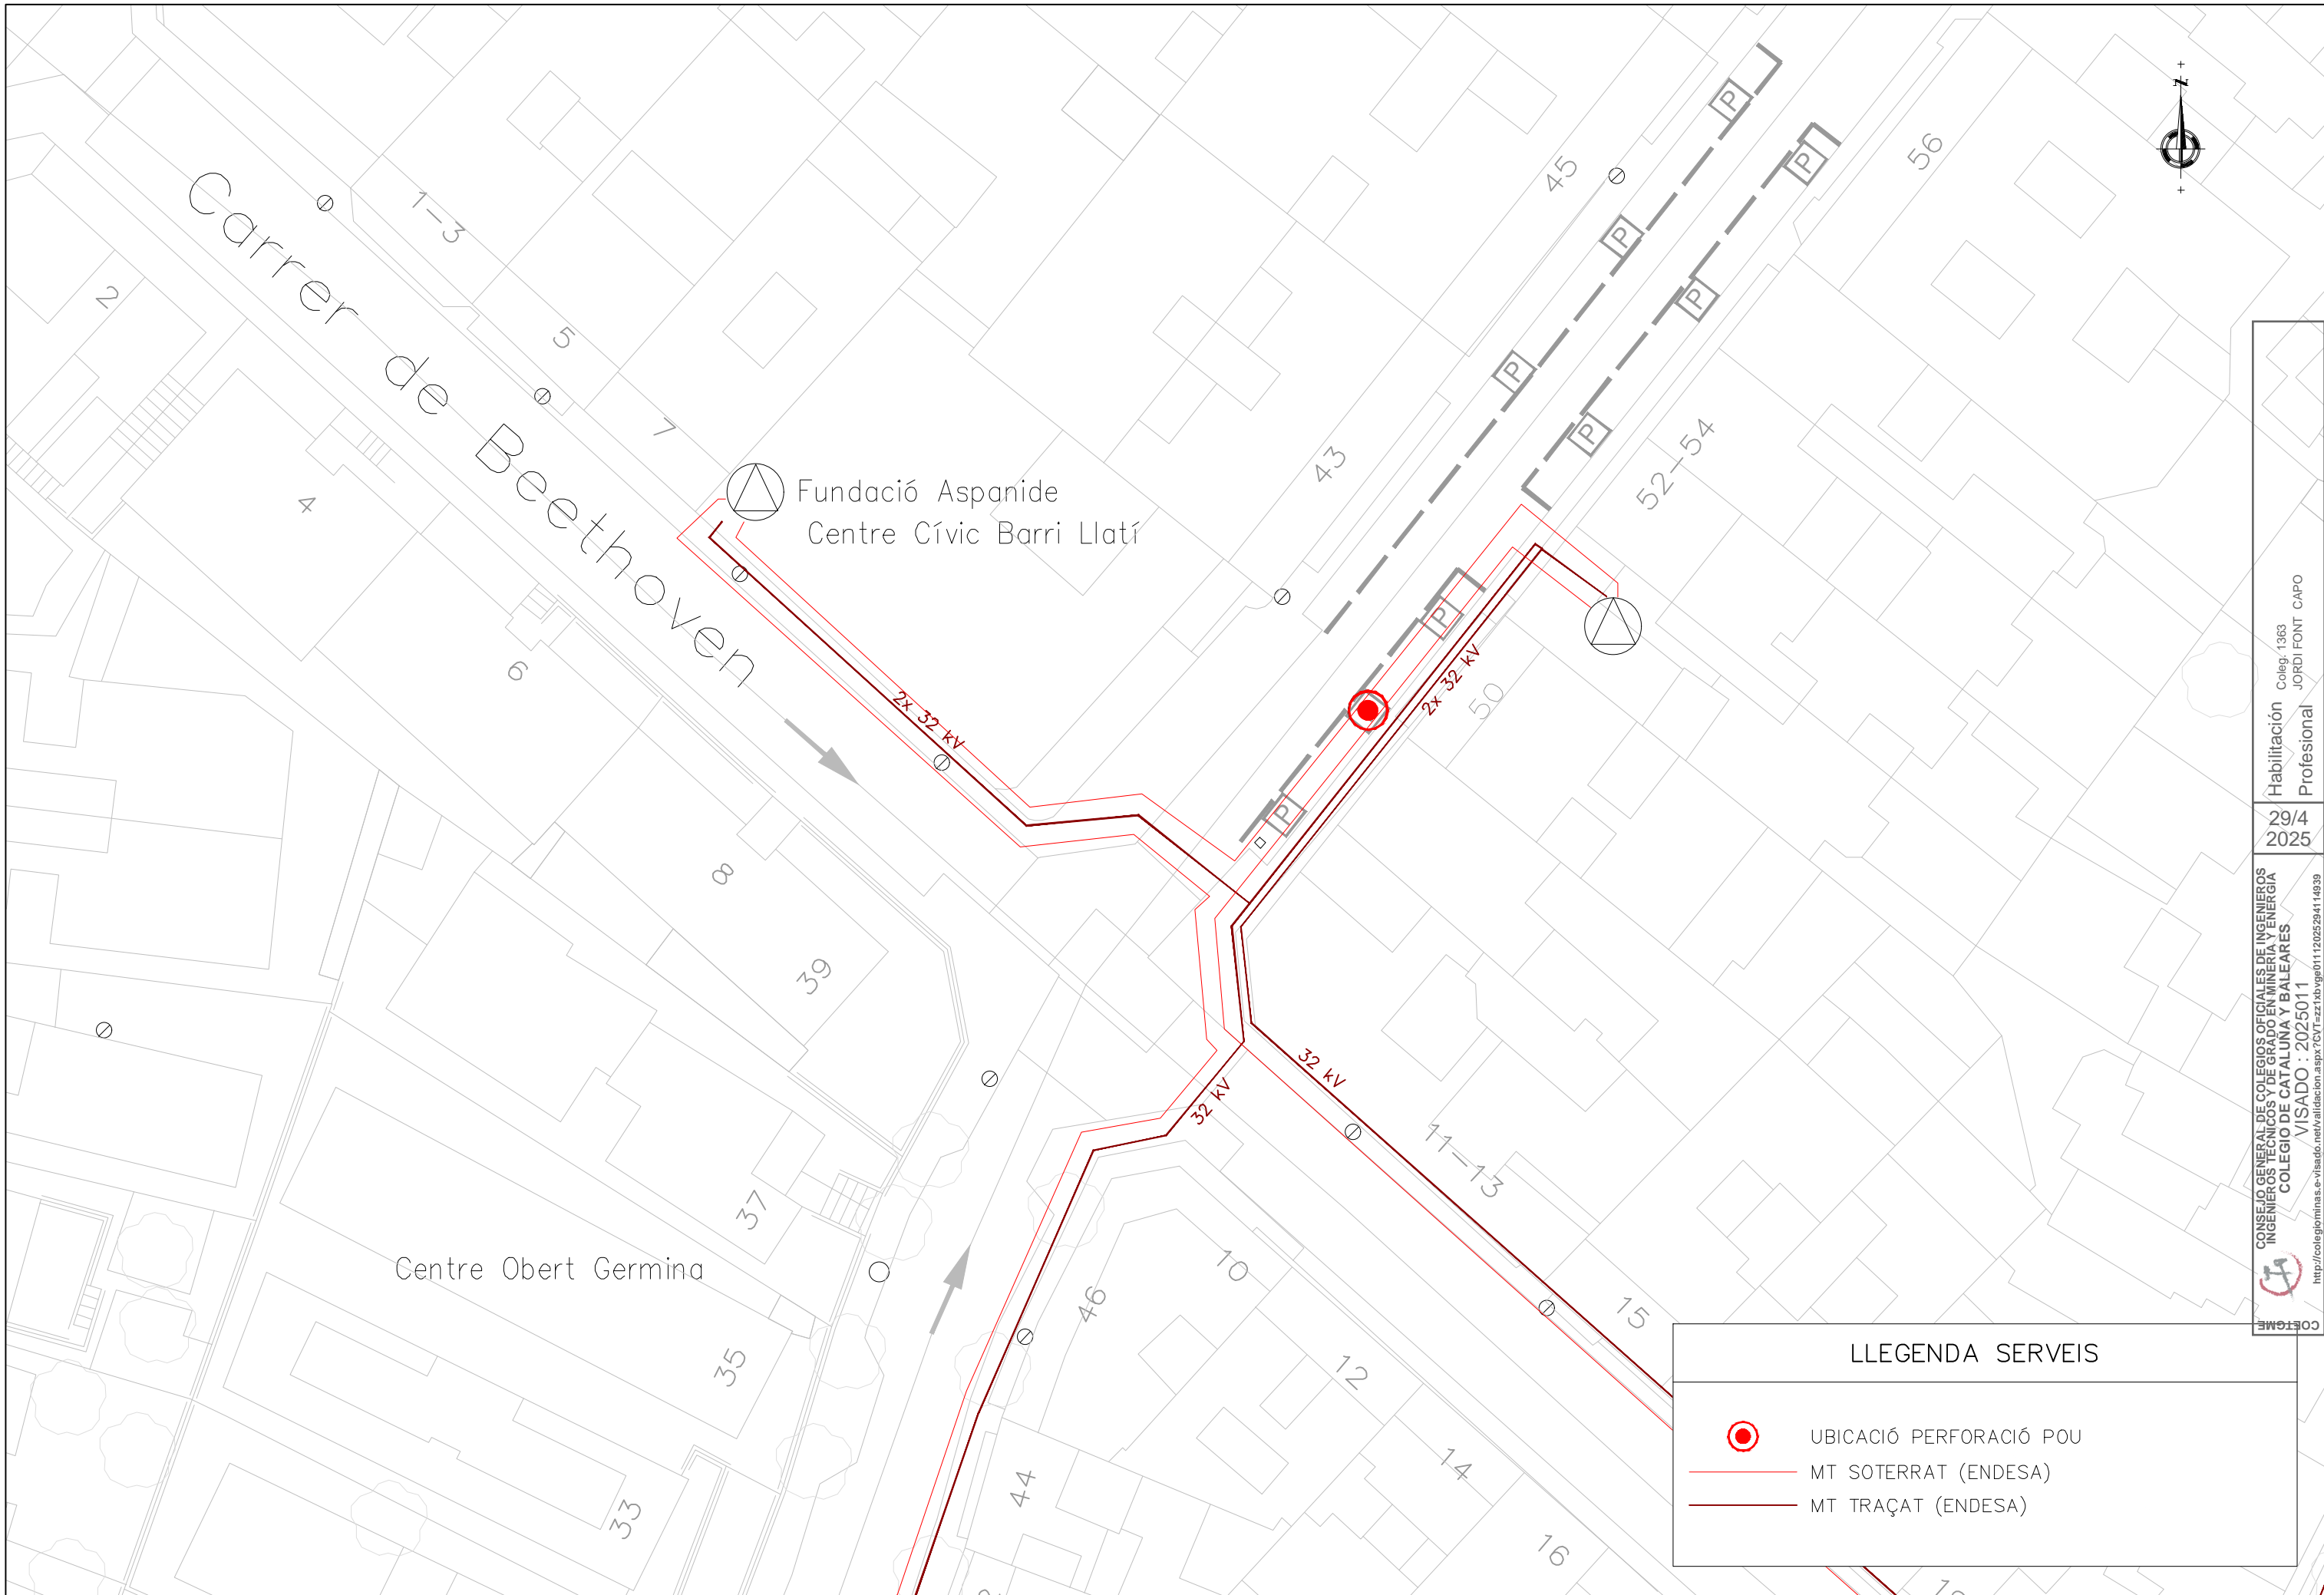 N
Carrer de Beethoven
1-3
5
7
2
4
6
8
39
37
35
33
45
43
56
52-54
50
P
P
P
P
P
P
P
P
P
Fundació Aspanide
Centre Cívic Barri Llatí
2x 32 kV
2x 32 kV
32 kV
32 kV
11-13
15
10
12
14
16
46
44
Centre Obert Germina
LLEGENDA SERVEIS
UBICACIÓ PERFORACIÓ POU
MT SOTERRAT (ENDESA)
MT TRAÇAT (ENDESA)
Habilitación Coleg. 1363
Profesional JORDI FONT CAPO
29/4
2025
CONSEJO GENERAL DE COLEGIOS OFICIALES DE INGENIEROS
INGENIEROS TÉCNICOS Y DE GRADO EN MINERÍA Y ENERGÍA
COLEGIO DE CATALUÑA Y BALEARES
VISADO : 2025011
COETGME